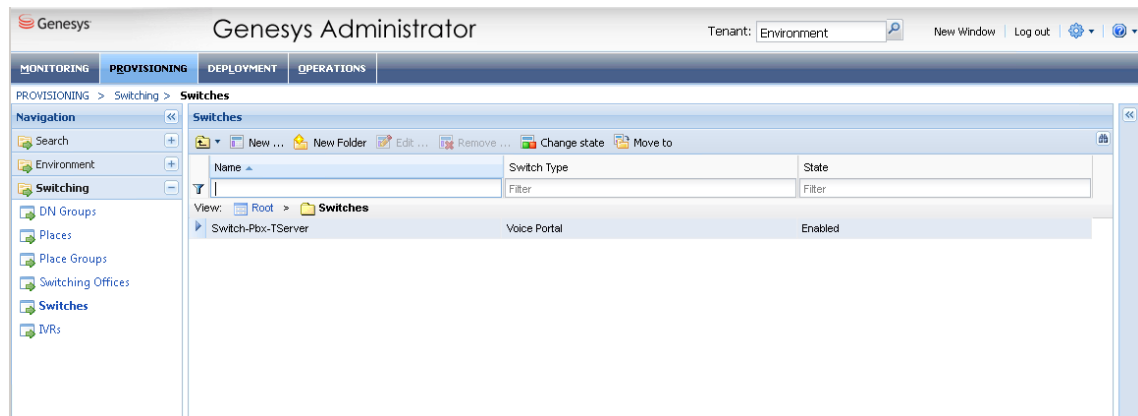 Genesys Genesys Administrator Tenant: Environment New Window Log out
MONITORING PROVISIONING DEPLOYMENT OPERATIONS
PROVISIONING > Switching > Switches
Navigation
Search
Environment
Switching
DN Groups
Places
Place Groups
Switching Offices
Switches
IVRs
Switches
New ... New Folder Edit ... Remove ... Change state Move to
Name Switch Type State
Filter Filter
View: Root > Switches
Switch-Pbx-TServer Voice Portal Enabled